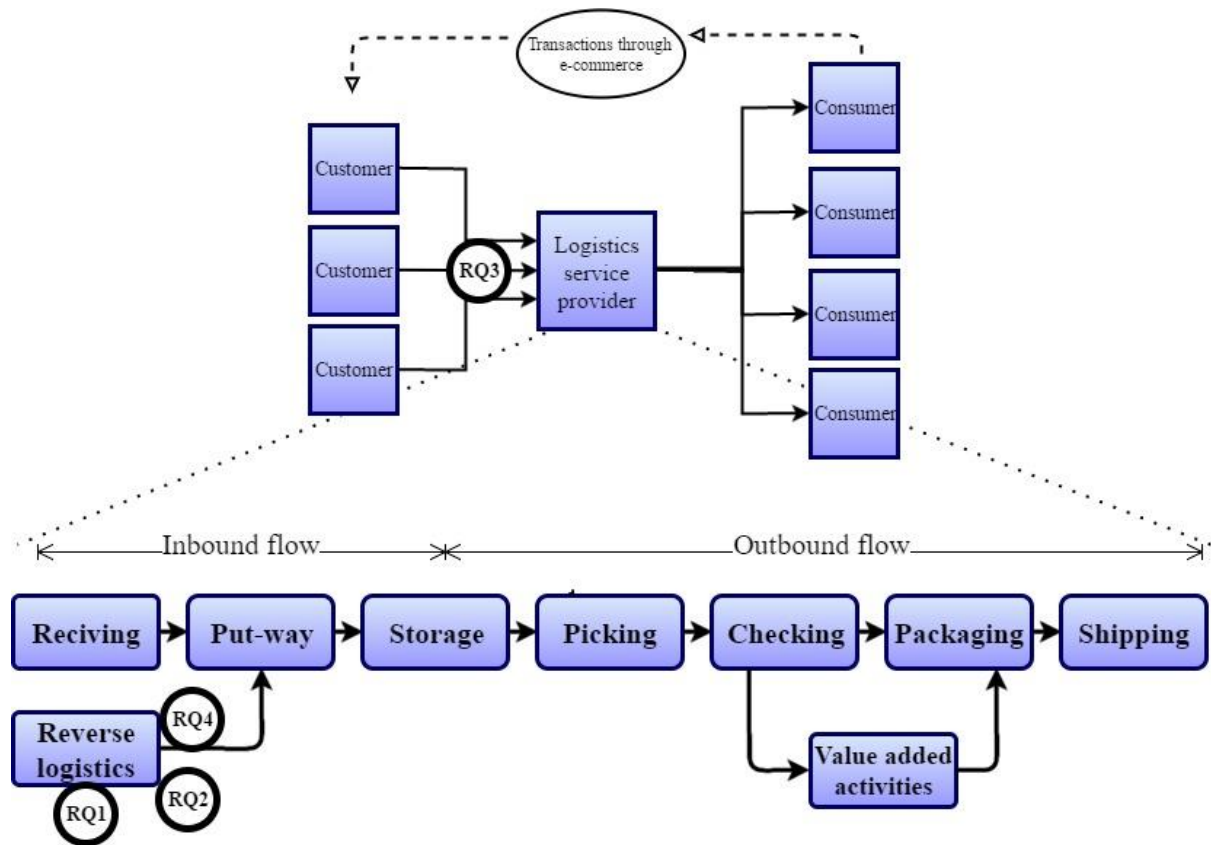 Transactions through
e-commerce
Consumer
Customer
Consumer
Customer
RQ3
Logistics
service
provider
Consumer
Customer
Consumer
Inbound flow
Outbound flow
Reciving
Put-way
Storage
Picking
Checking
Packaging
Shipping
Reverse
logistics
RQ4
RQ2
RQ1
Value added
activities